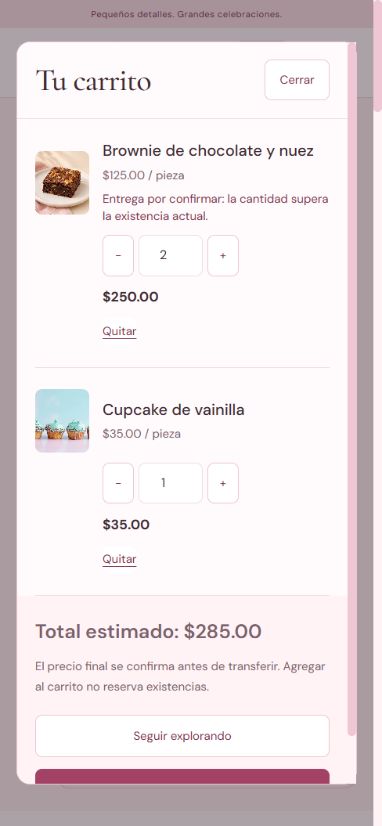 Pequeños detalles. Grandes celebraciones.
Tu carrito
Cerrar
Brownie de chocolate y nuez
$125.00 / pieza
Entrega por confirmar: la cantidad supera
la existencia actual.
- 2 +
$250.00
Quitar
Cupcake de vainilla
$35.00 / pieza
- 1 +
$35.00
Quitar
Total estimado: $285.00
El precio final se confirma antes de transferir. Agregar
al carrito no reserva existencias.
Seguir explorando